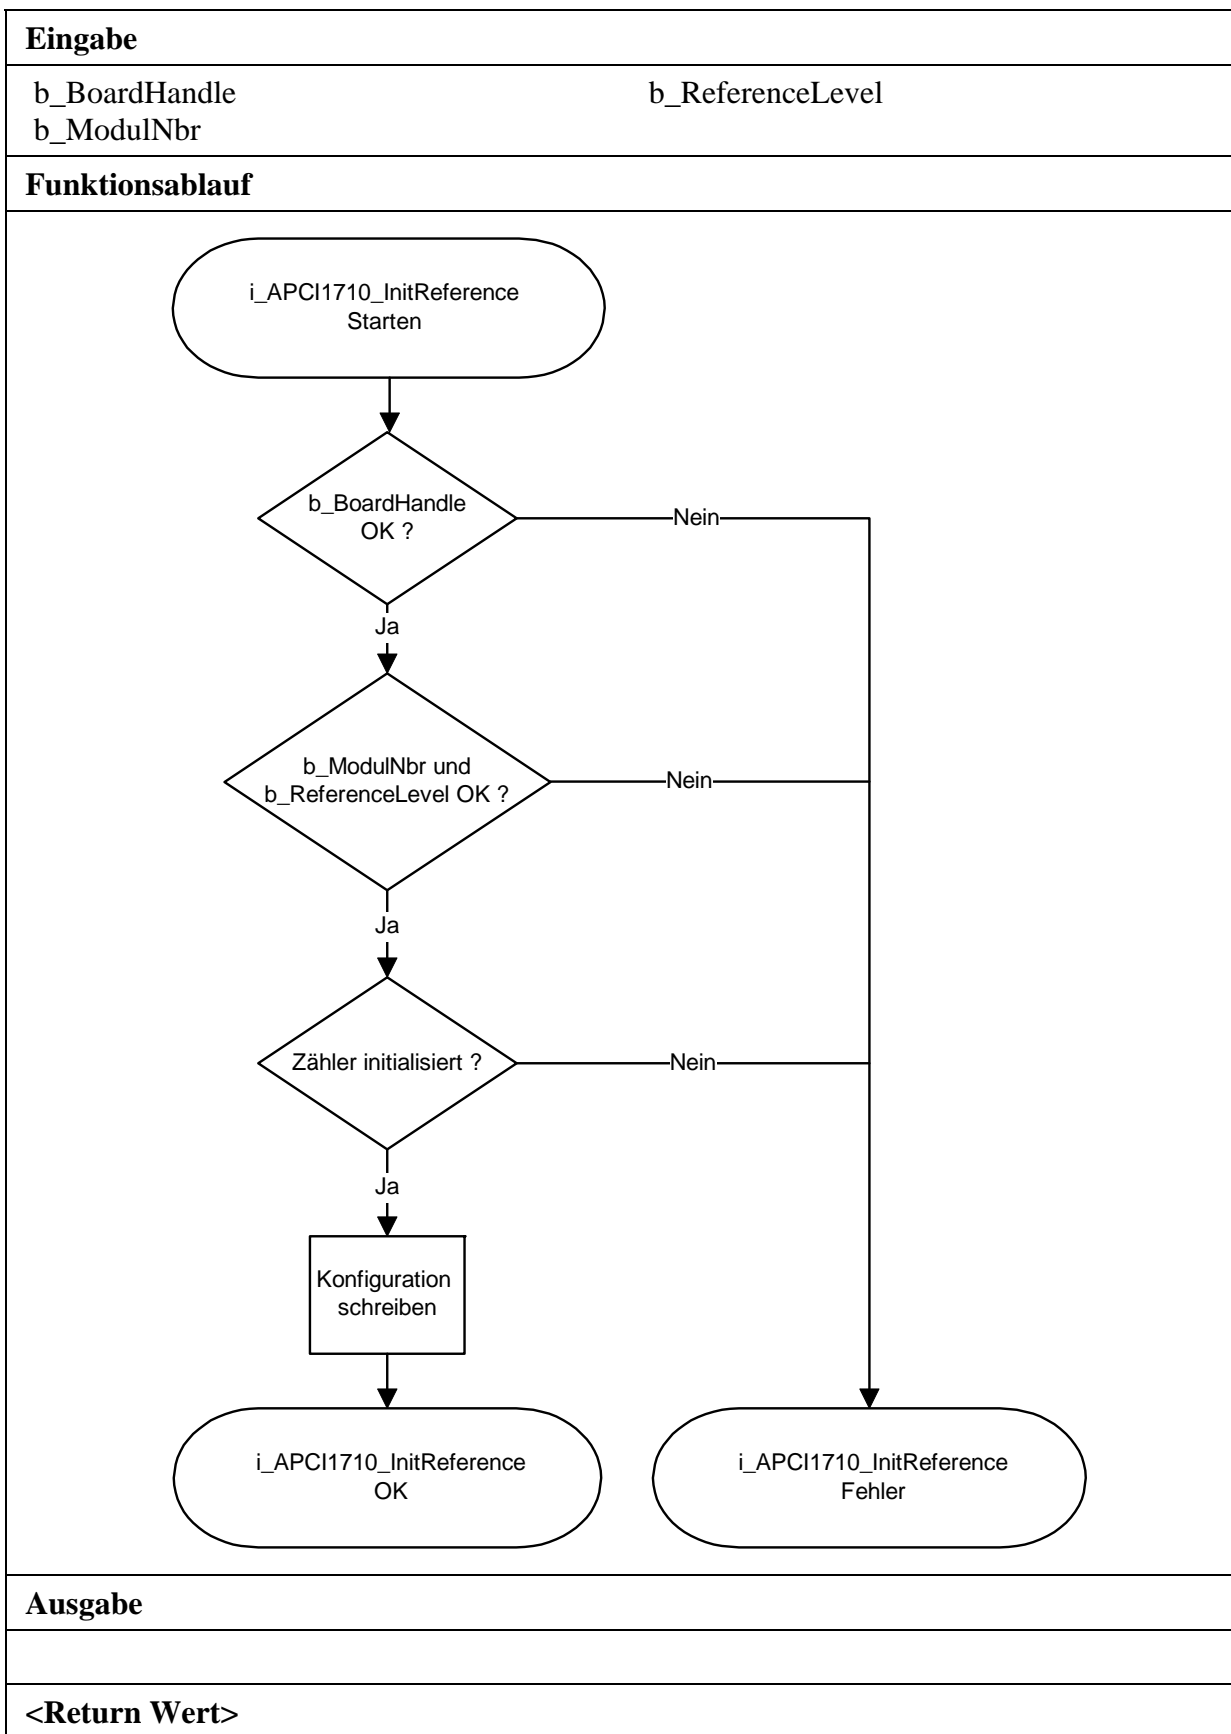 Eingabe
b_BoardHandle b_ReferenceLevel
b_ModulNbr
Funktionsablauf
i_APCI1710_InitReference
Starten
b_BoardHandle
OK ?
Nein
Ja
b_ModulNbr und
b_ReferenceLevel OK ?
Nein
Ja
Zähler initialisiert ?
Nein
Ja
Konfiguration
schreiben
i_APCI1710_InitReference
OK
i_APCI1710_InitReference
Fehler
Ausgabe
<Return Wert>